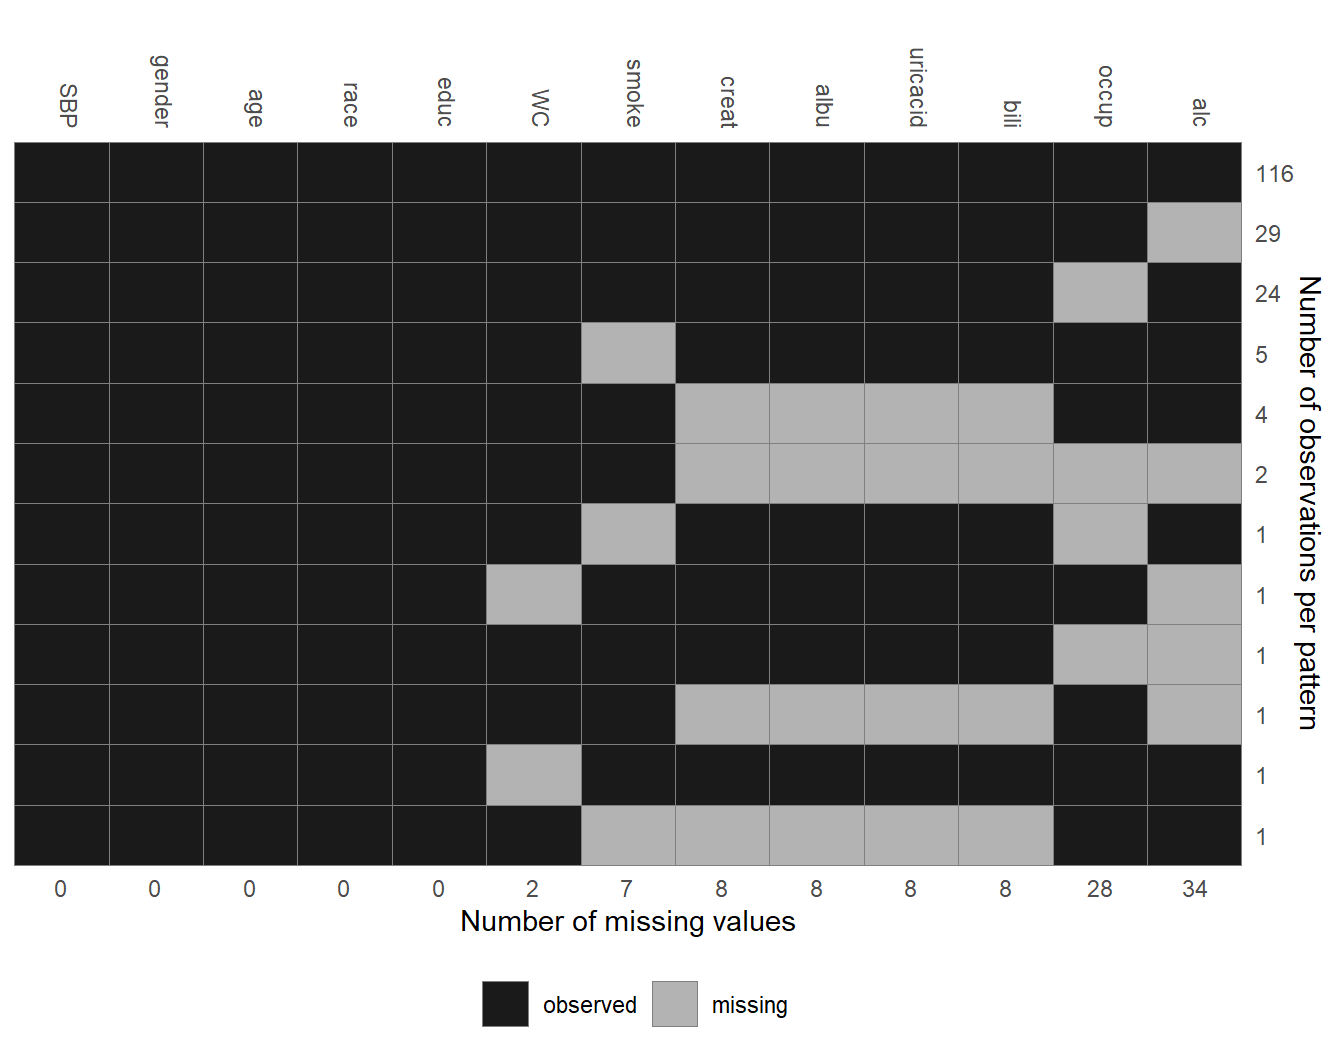 SBP gender age race educ WC smoke creat albu uricacid bili occup alc
116
29
24
5
4
2
1
1
1
1
1
1
Number of observations per pattern
0 0 0 0 0 2 7 8 8 8 8 28 34
Number of missing values
observed missing